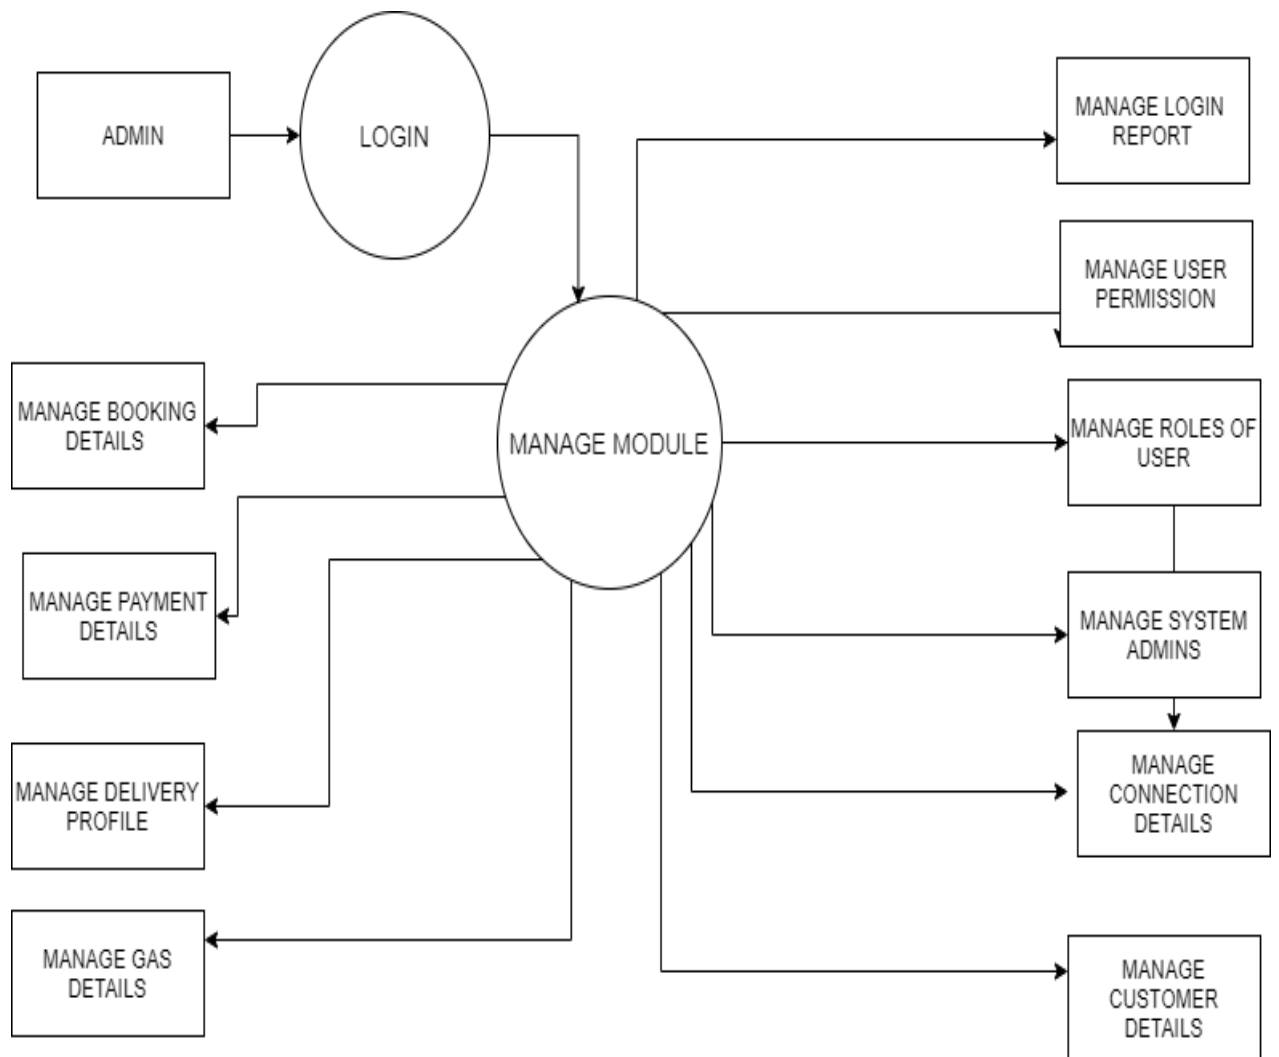 ADMIN
LOGIN
MANAGE LOGIN
REPORT
MANAGE USER
PERMISSION
MANAGE BOOKING
DETAILS
MANAGE MODULE
MANAGE ROLES OF
USER
MANAGE PAYMENT
DETAILS
MANAGE SYSTEM
ADMINS
MANAGE DELIVERY
PROFILE
MANAGE
CONNECTION
DETAILS
MANAGE GAS
DETAILS
MANAGE
CUSTOMER
DETAILS